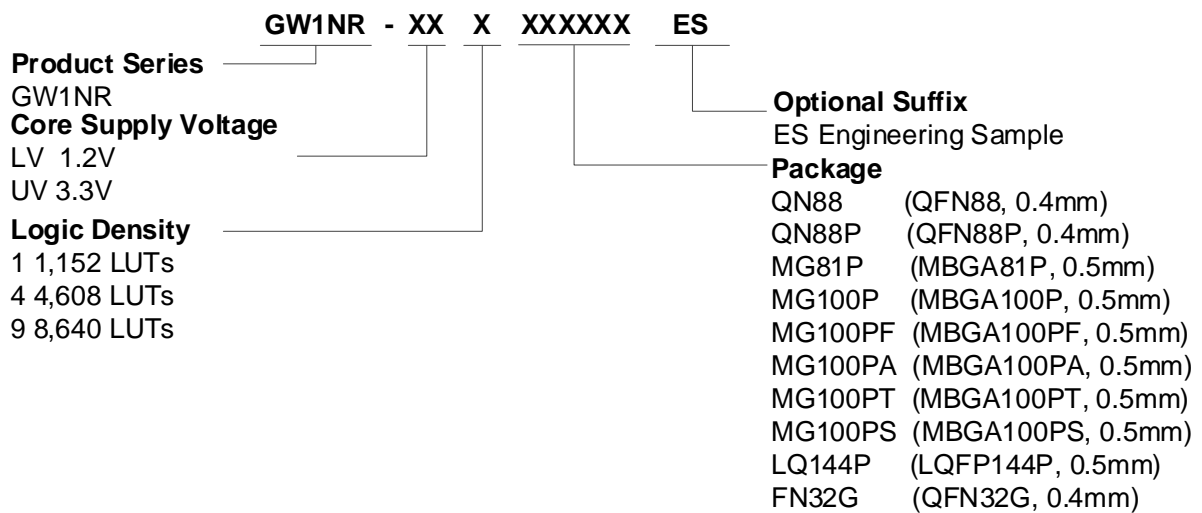 GW1NR - XX X XXXXXX ES
Product Series
GW1NR
Core Supply Voltage
LV 1.2V
UV 3.3V
Logic Density
1 1,152 LUTs
4 4,608 LUTs
9 8,640 LUTs
Optional Suffix
ES Engineering Sample
Package
QN88 (QFN88, 0.4mm)
QN88P (QFN88P, 0.4mm)
MG81P (MBGA81P, 0.5mm)
MG100P (MBGA100P, 0.5mm)
MG100PF (MBGA100PF, 0.5mm)
MG100PA (MBGA100PA, 0.5mm)
MG100PT (MBGA100PT, 0.5mm)
MG100PS (MBGA100PS, 0.5mm)
LQ144P (LQFP144P, 0.5mm)
FN32G (QFN32G, 0.4mm)